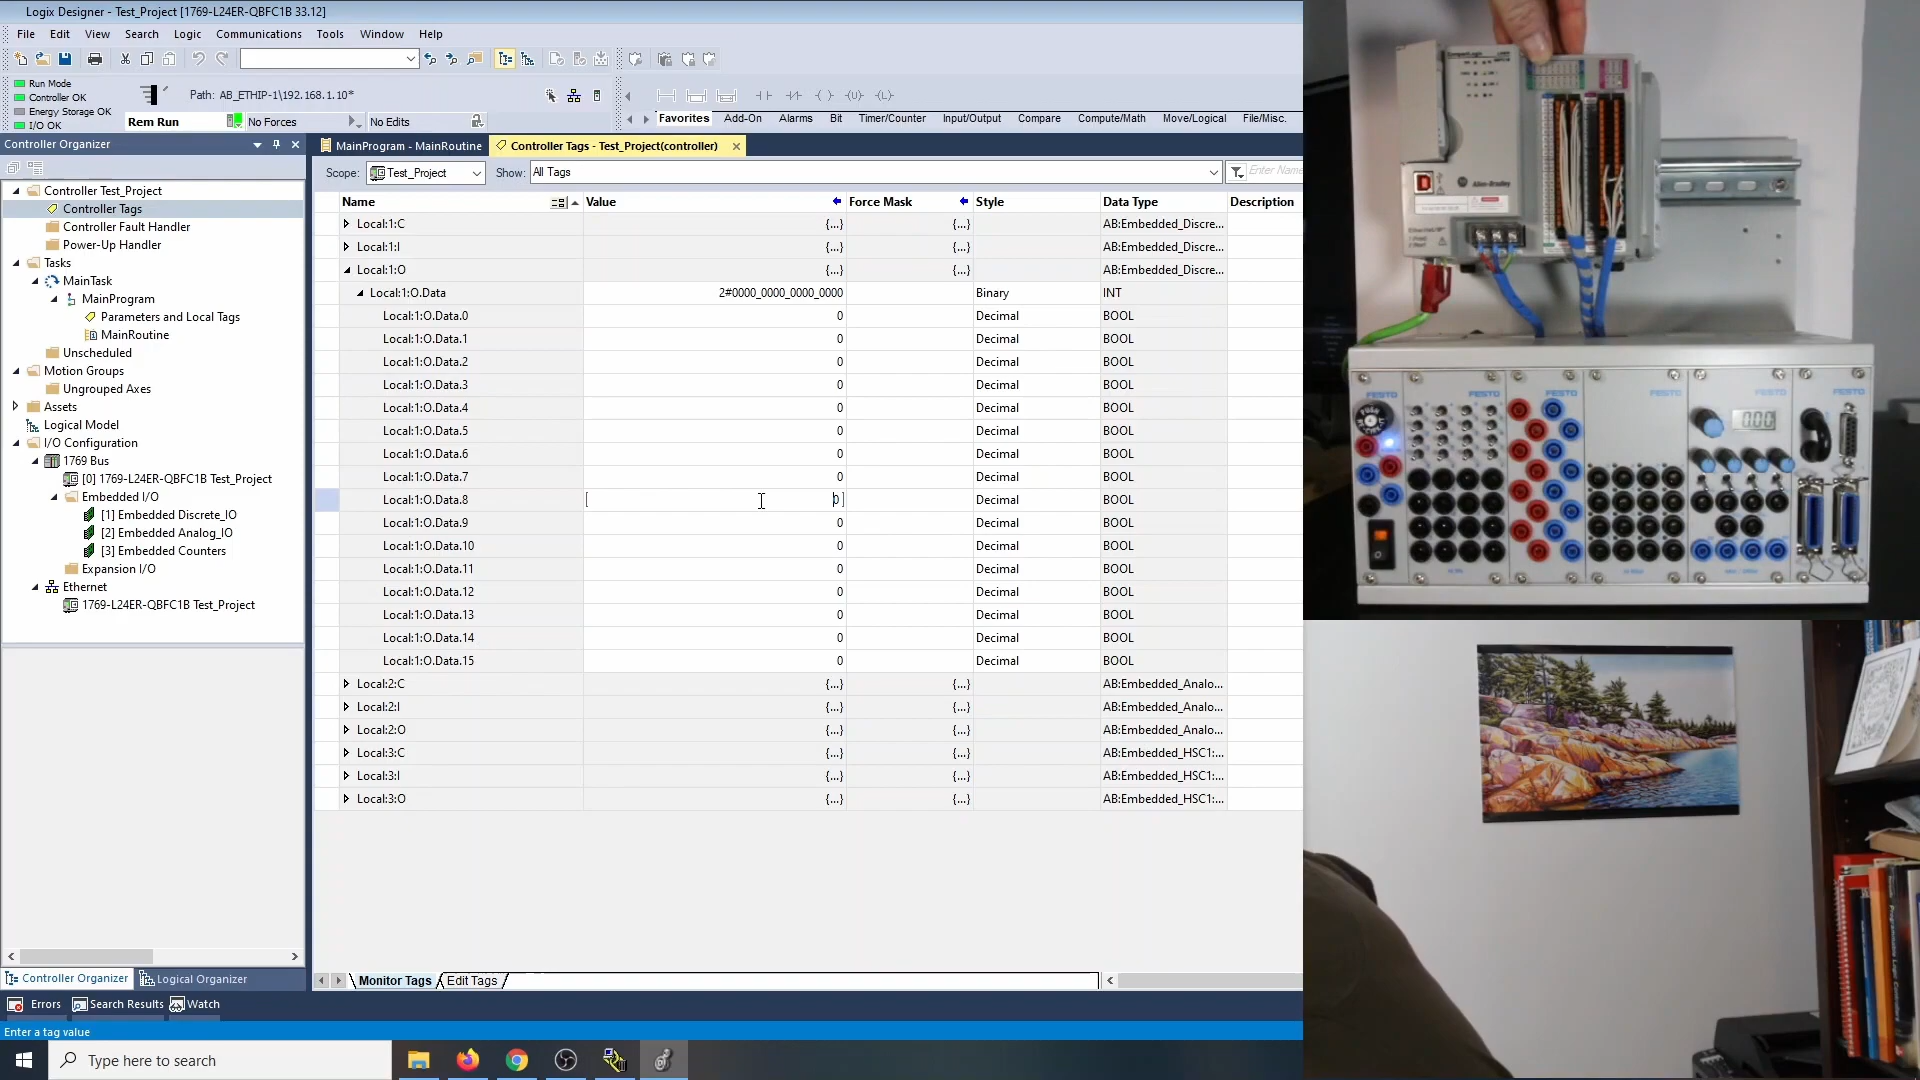 Logix Designer - Test_Project [1769-L24ER-QBFC1B 33.12]
File Edit View Search Logic Communications Tools Window Help
Run Mode
Controller OK
Energy Storage OK
I/O OK
Path: AB_ETHIP-1\192.168.1.10*
Rem Run No Forces No Edits
Favorites Add-On Alarms Bit Timer/Counter Input/Output Compare Compute/Math Move/Logical File/Misc.
Controller Organizer
MainProgram - MainRoutine Controller Tags - Test_Project(controller)
Scope: Test_Project Show: All Tags Enter Name
Controller Test_Project
Controller Tags
Controller Fault Handler
Power-Up Handler
Tasks
MainTask
MainProgram
Parameters and Local Tags
MainRoutine
Unscheduled
Motion Groups
Ungrouped Axes
Assets
Logical Model
I/O Configuration
1769 Bus
[0] 1769-L24ER-QBFC1B Test_Project
Embedded I/O
[1] Embedded Discrete_IO
[2] Embedded Analog_IO
[3] Embedded Counters
Expansion I/O
Ethernet
1769-L24ER-QBFC1B Test_Project
Name Value Force Mask Style Data Type Description
Local:1:C {...} {...} AB:Embedded_Discre...
Local:1:I {...} {...} AB:Embedded_Discre...
Local:1:O {...} {...} AB:Embedded_Discre...
Local:1:O.Data 2#0000_0000_0000_0000 Binary INT
Local:1:O.Data.0 0 Decimal BOOL
Local:1:O.Data.1 0 Decimal BOOL
Local:1:O.Data.2 0 Decimal BOOL
Local:1:O.Data.3 0 Decimal BOOL
Local:1:O.Data.4 0 Decimal BOOL
Local:1:O.Data.5 0 Decimal BOOL
Local:1:O.Data.6 0 Decimal BOOL
Local:1:O.Data.7 0 Decimal BOOL
Local:1:O.Data.8 [ 0 ] Decimal BOOL
Local:1:O.Data.9 0 Decimal BOOL
Local:1:O.Data.10 0 Decimal BOOL
Local:1:O.Data.11 0 Decimal BOOL
Local:1:O.Data.12 0 Decimal BOOL
Local:1:O.Data.13 0 Decimal BOOL
Local:1:O.Data.14 0 Decimal BOOL
Local:1:O.Data.15 0 Decimal BOOL
Local:2:C {...} {...} AB:Embedded_Analo...
Local:2:I {...} {...} AB:Embedded_Analo...
Local:2:O {...} {...} AB:Embedded_Analo...
Local:3:C {...} {...} AB:Embedded_HSC1:...
Local:3:I {...} {...} AB:Embedded_HSC1:...
Local:3:O {...} {...} AB:Embedded_HSC1:...
Monitor Tags Edit Tags
Controller Organizer Logical Organizer
Errors Search Results Watch
Enter a tag value
Type here to search
Allen-Bradley
FESTO FESTO FESTO FESTO FESTO FESTO
0.00